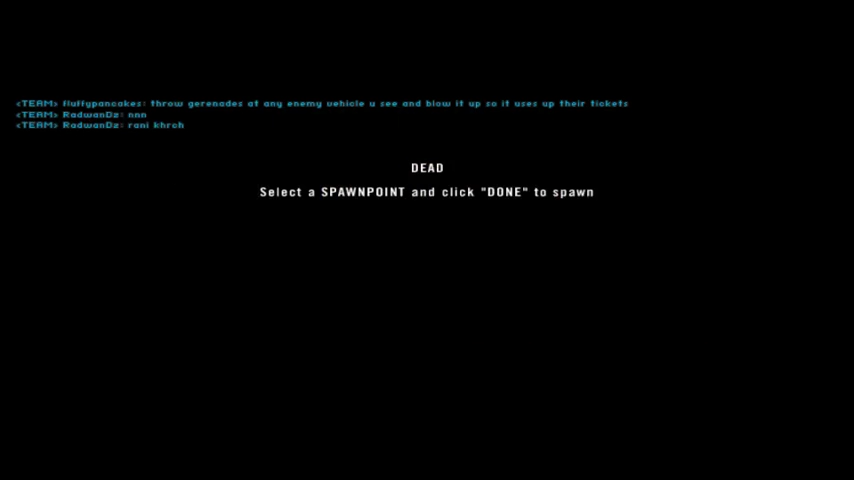 <TEAM> fluffypancakes: throw gerenades at any enemy vehicle u see and blow it up so it uses up their tickets
<TEAM> RadwanDz: nnn
<TEAM> RadwanDz: rani khrch
DEAD
Select a SPAWNPOINT and click "DONE" to spawn